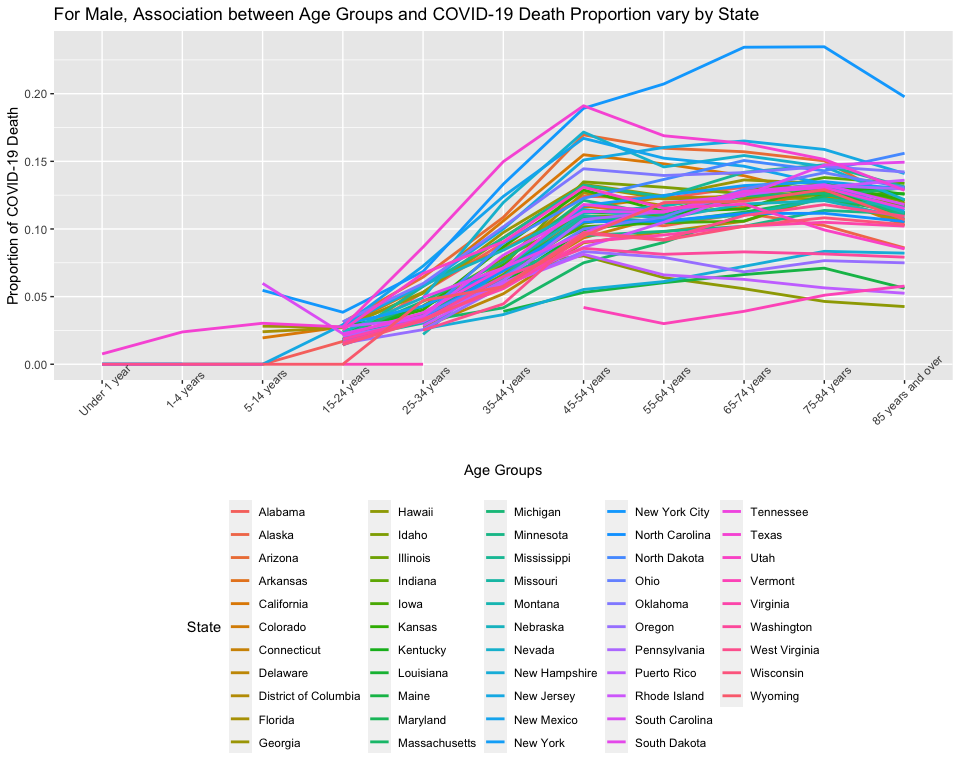 For Male, Association between Age Groups and COVID-19 Death Proportion vary by State
Proportion of COVID-19 Death
0.20
0.15
0.10
0.05
0.00
Under 1 year
1-4 years
5-14 years
15-24 years
25-34 years
35-44 years
45-54 years
55-64 years
65-74 years
75-84 years
85 years and over
Age Groups
State
Alabama
Alaska
Arizona
Arkansas
California
Colorado
Connecticut
Delaware
District of Columbia
Florida
Georgia
Hawaii
Idaho
Illinois
Indiana
Iowa
Kansas
Kentucky
Louisiana
Maine
Maryland
Massachusetts
Michigan
Minnesota
Mississippi
Missouri
Montana
Nebraska
Nevada
New Hampshire
New Jersey
New Mexico
New York
New York City
North Carolina
North Dakota
Ohio
Oklahoma
Oregon
Pennsylvania
Puerto Rico
Rhode Island
South Carolina
South Dakota
Tennessee
Texas
Utah
Vermont
Virginia
Washington
West Virginia
Wisconsin
Wyoming